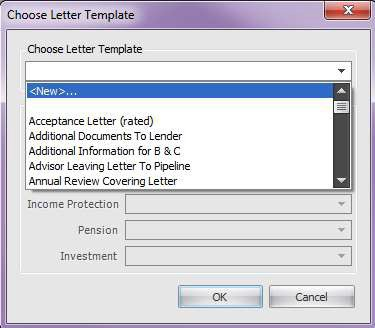 Choose Letter Template
Choose Letter Template
<New>...
Acceptance Letter (rated)
Additional Documents To Lender
Additional Information for B & C
Advisor Leaving Letter To Pipeline
Annual Review Covering Letter
Income Protection
Pension
Investment
OK Cancel